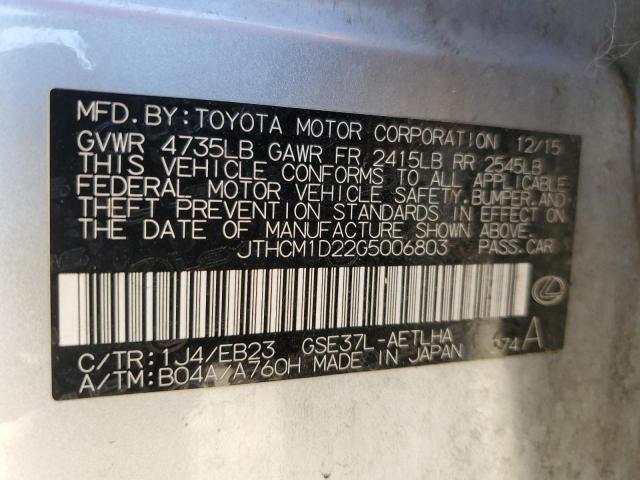 MFD. BY: TOYOTA MOTOR CORPORATION 12/15
GVWR 4735LB GAWR FR 2415LB RR 2545LB
THIS VEHICLE CONFORMS TO ALL APPLICABLE
FEDERAL MOTOR VEHICLE SAFETY, BUMPER, AND
THEFT PREVENTION STANDARDS IN EFFECT ON
THE DATE OF MANUFACTURE SHOWN ABOVE.
JTHCM1D22G5006803 PASS.CAR
C/TR: 1J4/EB23 GSE37L-AETLHA 974 A
A/TM: B04A/A760H MADE IN JAPAN